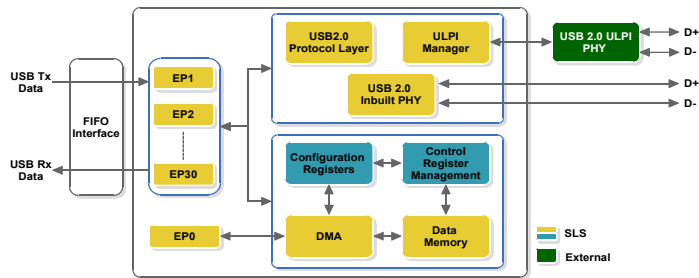 USB Tx
Data
USB Rx
Data
FIFO
Interface
EP1
EP2
EP30
EP0
USB2.0
Protocol Layer
ULPI
Manager
USB 2.0
Inbuilt PHY
Configuration
Registers
Control
Register
Management
DMA
Data
Memory
USB 2.0 ULPI
PHY
D+
D-
D+
D-
SLS
External